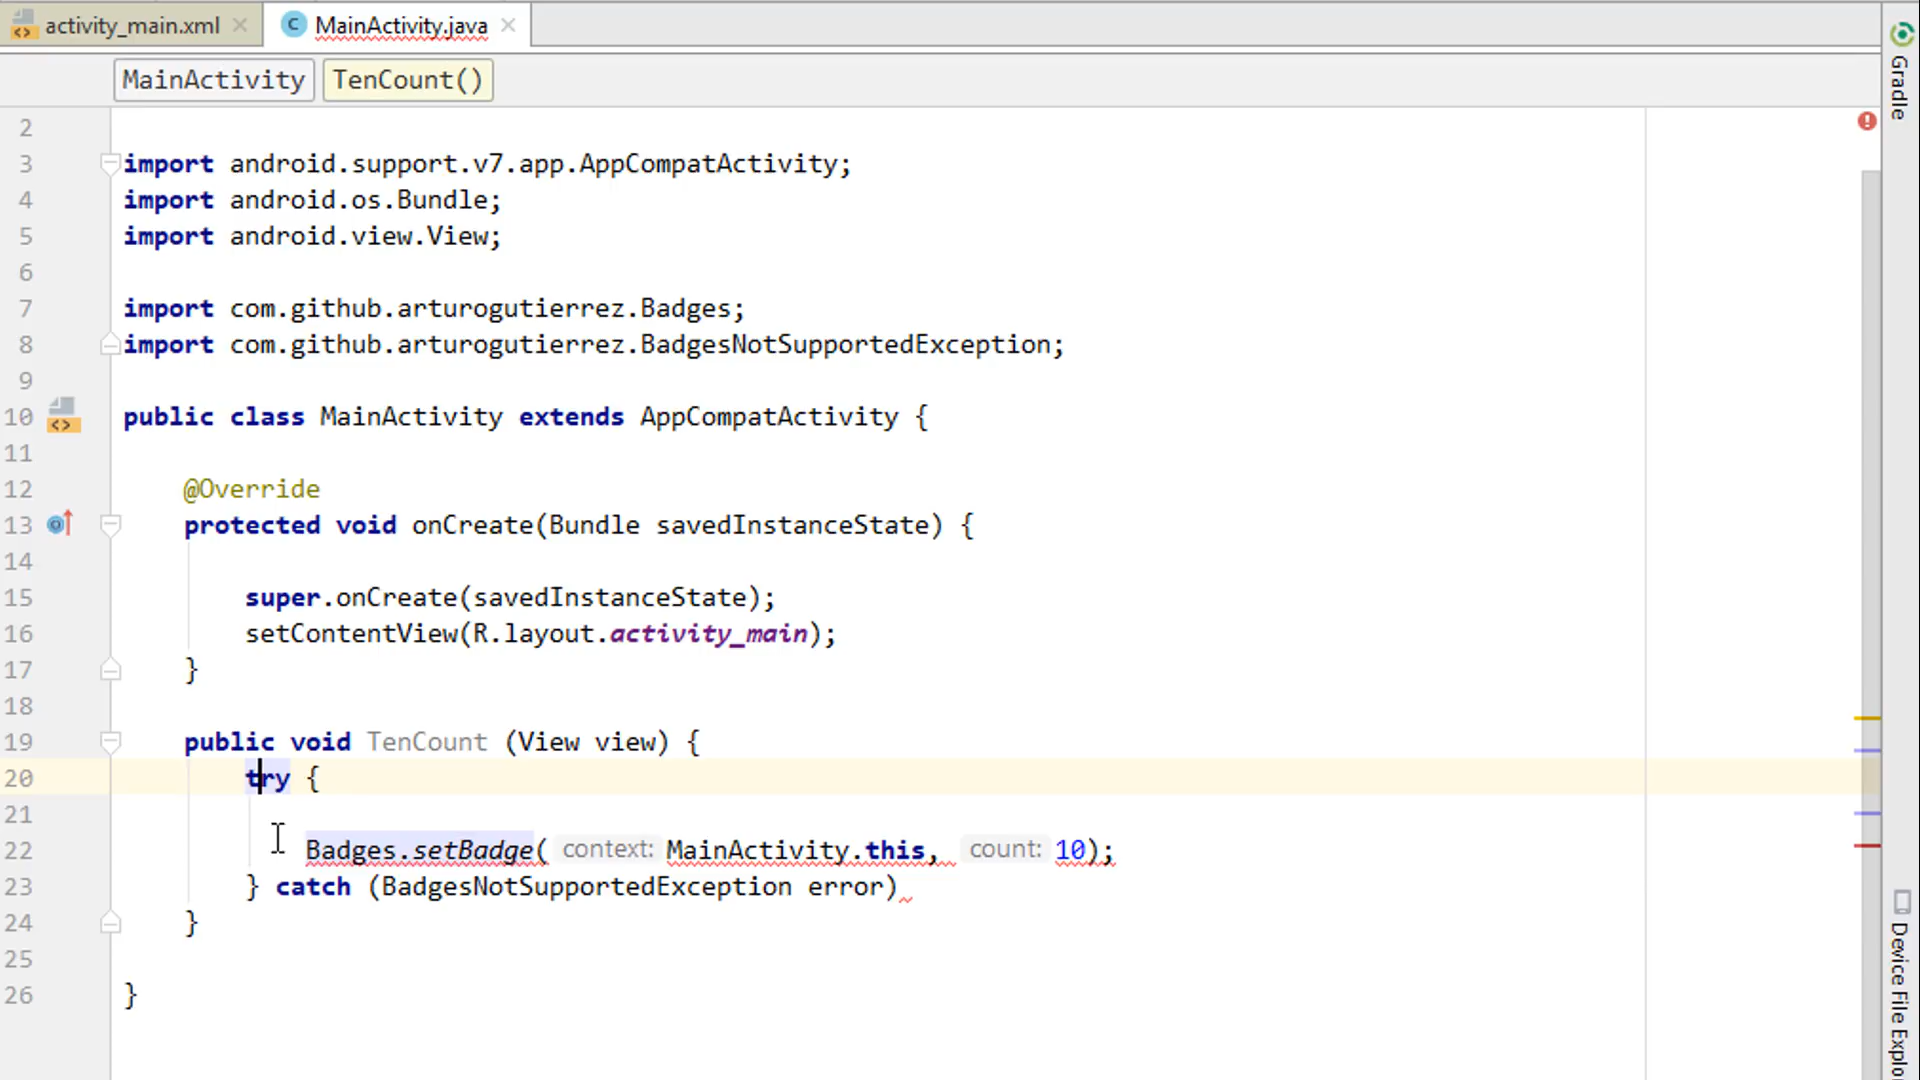 activity_main.xml
MainActivity.java
MainActivity
TenCount()
2
3 import android.support.v7.app.AppCompatActivity;
4 import android.os.Bundle;
5 import android.view.View;
6
7 import com.github.arturogutierrez.Badges;
8 import com.github.arturogutierrez.BadgesNotSupportedException;
9
10 public class MainActivity extends AppCompatActivity {
11
12 @Override
13 protected void onCreate(Bundle savedInstanceState) {
14
15 super.onCreate(savedInstanceState);
16 setContentView(R.layout.activity_main);
17 }
18
19 public void TenCount (View view) {
20 try {
21
22 Badges.setBadge( context: MainActivity.this, count: 10);
23 } catch (BadgesNotSupportedException error)
24 }
25
26 }
Gradle
Device File Explo